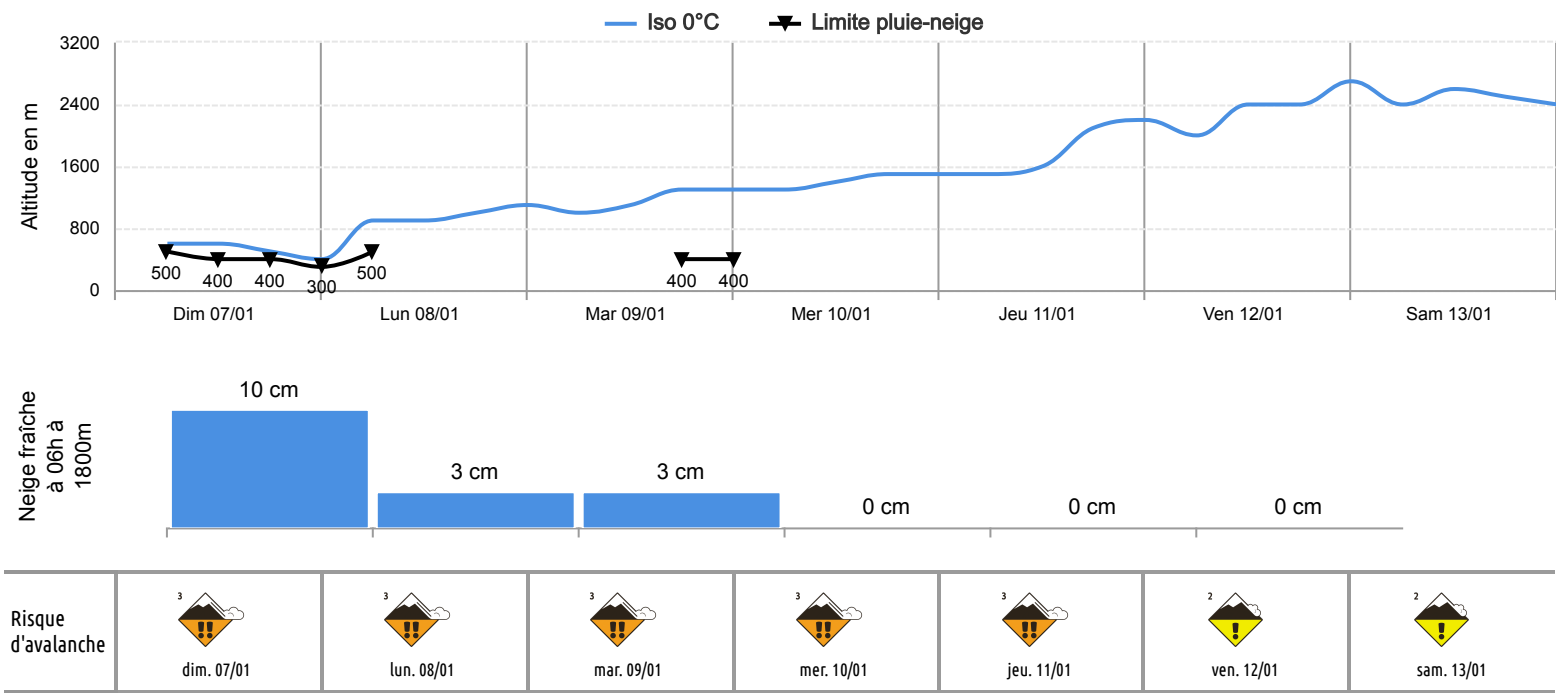 Iso 0°C Limite pluie-neige
Altitude en m
3200
2400
1600
800
0
500 400 400 300 500 400 400
Dim 07/01 Lun 08/01 Mar 09/01 Mer 10/01 Jeu 11/01 Ven 12/01 Sam 13/01
Neige fraîche
à 06h à
1800m
10 cm 3 cm 3 cm 0 cm 0 cm 0 cm
Risque
d'avalanche
3 3 3 3 3 2 2
!! !! !! !! !! ! !
dim. 07/01 lun. 08/01 mar. 09/01 mer. 10/01 jeu. 11/01 ven. 12/01 sam. 13/01